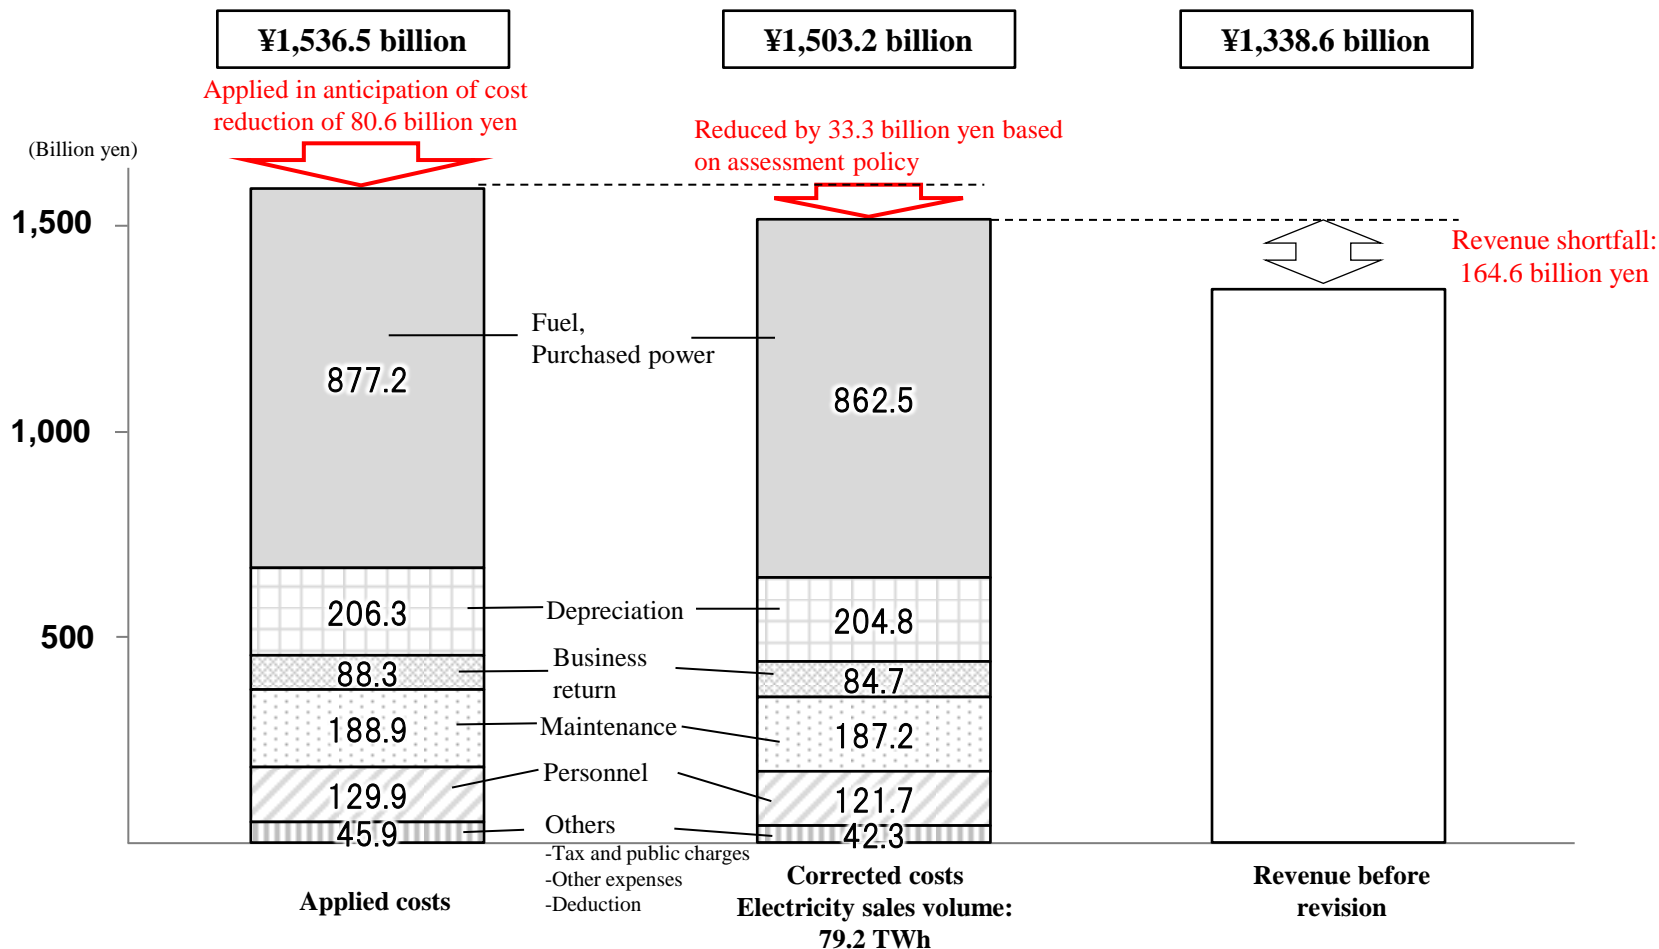 ¥1,536.5 billion
¥1,503.2 billion
¥1,338.6 billion
Applied in anticipation of cost
reduction of 80.6 billion yen
Reduced by 33.3 billion yen based
on assessment policy
(Billion yen)
1,500
1,000
500
Revenue shortfall:
164.6 billion yen
Fuel,
Purchased power
877.2
862.5
206.3
Depreciation
204.8
88.3
Business
return
84.7
188.9
Maintenance
187.2
129.9
Personnel
121.7
45.9
Others
42.3
-Tax and public charges
-Other expenses
-Deduction
Applied costs
Corrected costs
Electricity sales volume:
79.2 TWh
Revenue before
revision